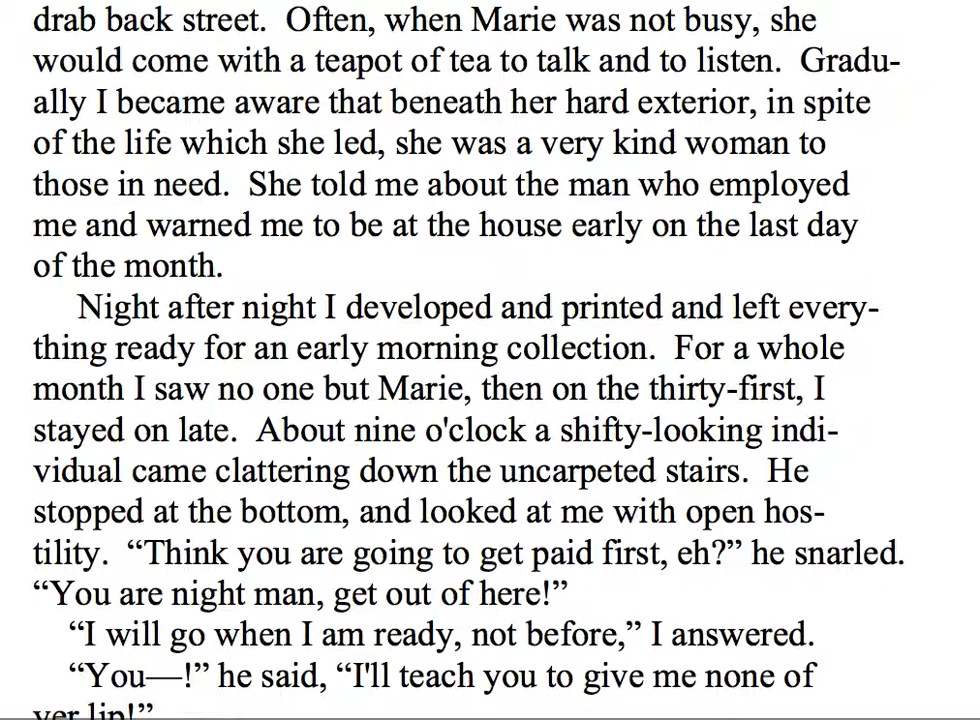 drab back street.  Often, when Marie was not busy, she
would come with a teapot of tea to talk and to listen.  Gradu-
ally I became aware that beneath her hard exterior, in spite
of the life which she led, she was a very kind woman to
those in need.  She told me about the man who employed
me and warned me to be at the house early on the last day
of the month.
Night after night I developed and printed and left every-
thing ready for an early morning collection.  For a whole
month I saw no one but Marie, then on the thirty-first, I
stayed on late.  About nine o'clock a shifty-looking indi-
vidual came clattering down the uncarpeted stairs.  He
stopped at the bottom, and looked at me with open hos-
tility.  “Think you are going to get paid first, eh?” he snarled.
“You are night man, get out of here!”
“I will go when I am ready, not before,” I answered.
“You—!” he said, “I'll teach you to give me none of
yer lip!”